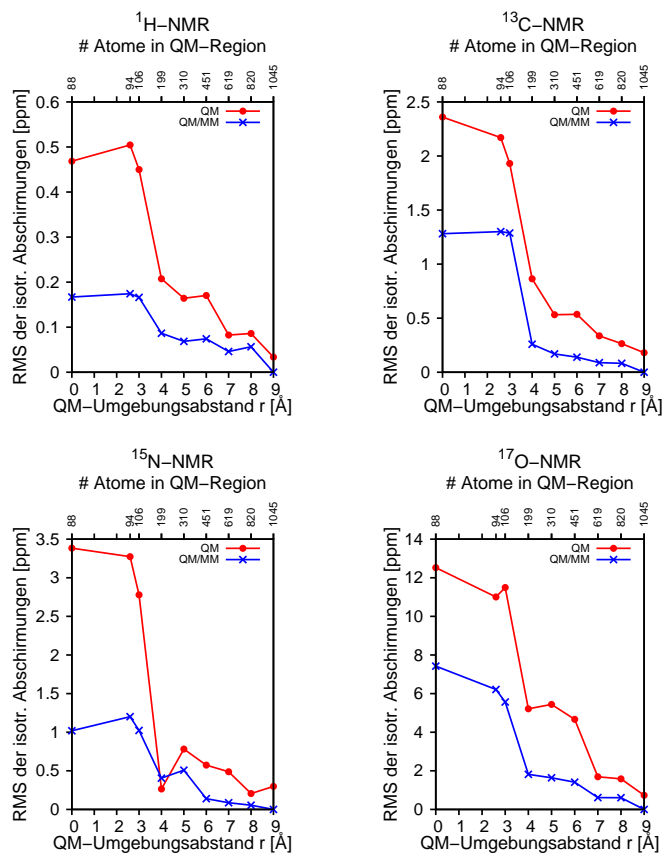 ¹H–NMR
# Atome in QM–Region
88 94 106 199 310 451 619 820 1045
QM
QM/MM
RMS der isotr. Abschirmungen [ppm]
0.6
0.5
0.4
0.3
0.2
0.1
0
0 1 2 3 4 5 6 7 8 9
QM–Umgebungsabstand r [Å]
¹³C–NMR
# Atome in QM–Region
88 94 106 199 310 451 619 820 1045
QM
QM/MM
RMS der isotr. Abschirmungen [ppm]
2.5
2
1.5
1
0.5
0
0 1 2 3 4 5 6 7 8 9
QM–Umgebungsabstand r [Å]
¹⁵N–NMR
# Atome in QM–Region
88 94 106 199 310 451 619 820 1045
QM
QM/MM
RMS der isotr. Abschirmungen [ppm]
3.5
3
2.5
2
1.5
1
0.5
0
0 1 2 3 4 5 6 7 8 9
QM–Umgebungsabstand r [Å]
¹⁷O–NMR
# Atome in QM–Region
88 94 106 199 310 451 619 820 1045
QM
QM/MM
RMS der isotr. Abschirmungen [ppm]
14
12
10
8
6
4
2
0
0 1 2 3 4 5 6 7 8 9
QM–Umgebungsabstand r [Å]